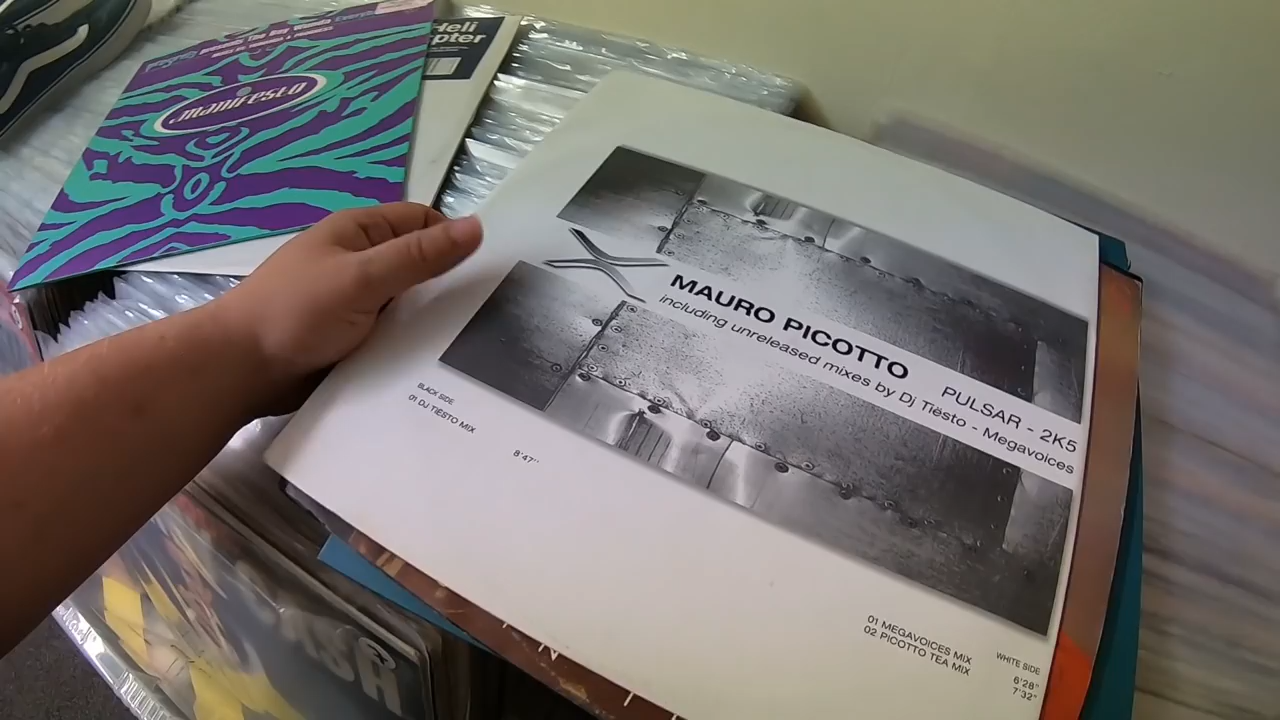 manifesto
Heli
pter
MAURO PICOTTO PULSAR - 2K5
including unreleased mixes by Dj Tiësto - Megavoices
BLACK SIDE
01 DJ TIËSTO MIX
8'47''
WHITE SIDE
01 MEGAVOICES MIX 6'28"
02 PICOTTO TEA MIX 7'32"